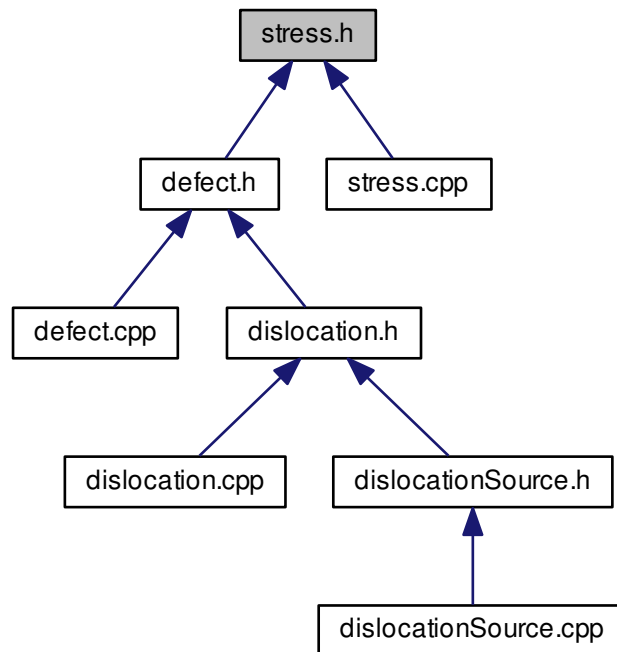 stress.h
defect.h
stress.cpp
defect.cpp
dislocation.h
dislocation.cpp
dislocationSource.h
dislocationSource.cpp